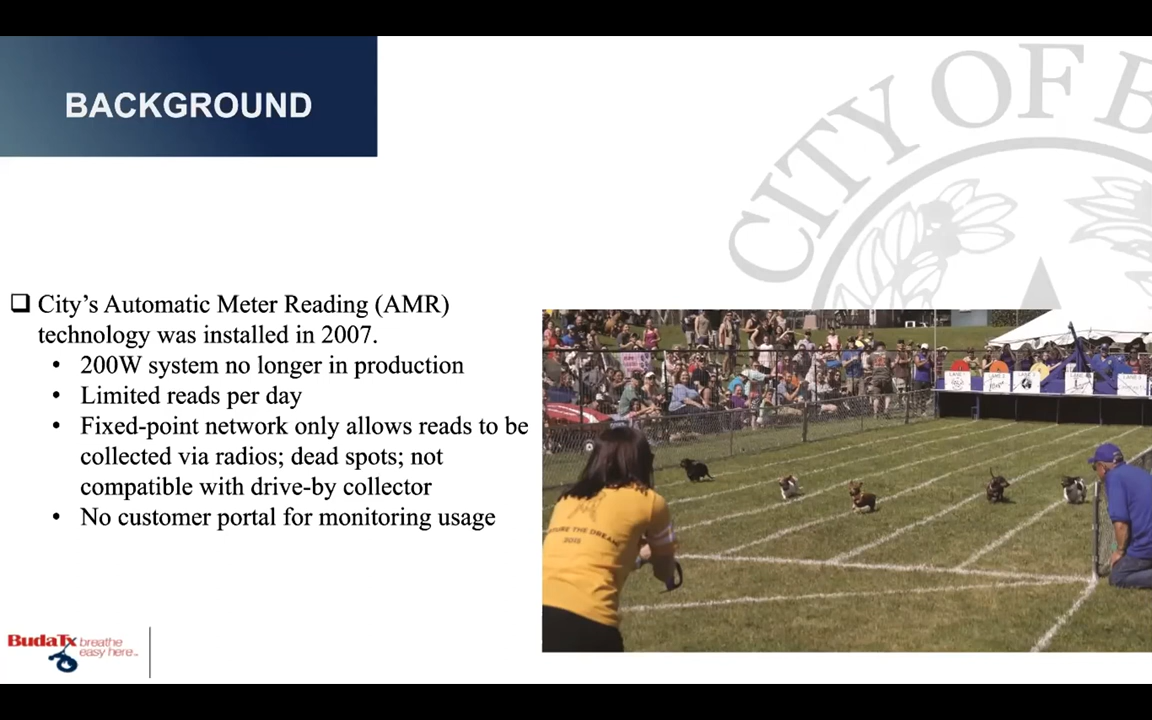 BACKGROUND
CITY OF B
❑ City's Automatic Meter Reading (AMR)
technology was installed in 2007.
• 200W system no longer in production
• Limited reads per day
• Fixed-point network only allows reads to be
collected via radios; dead spots; not
compatible with drive-by collector
• No customer portal for monitoring usage
THE DREAM
BudaTx breathe
easy here